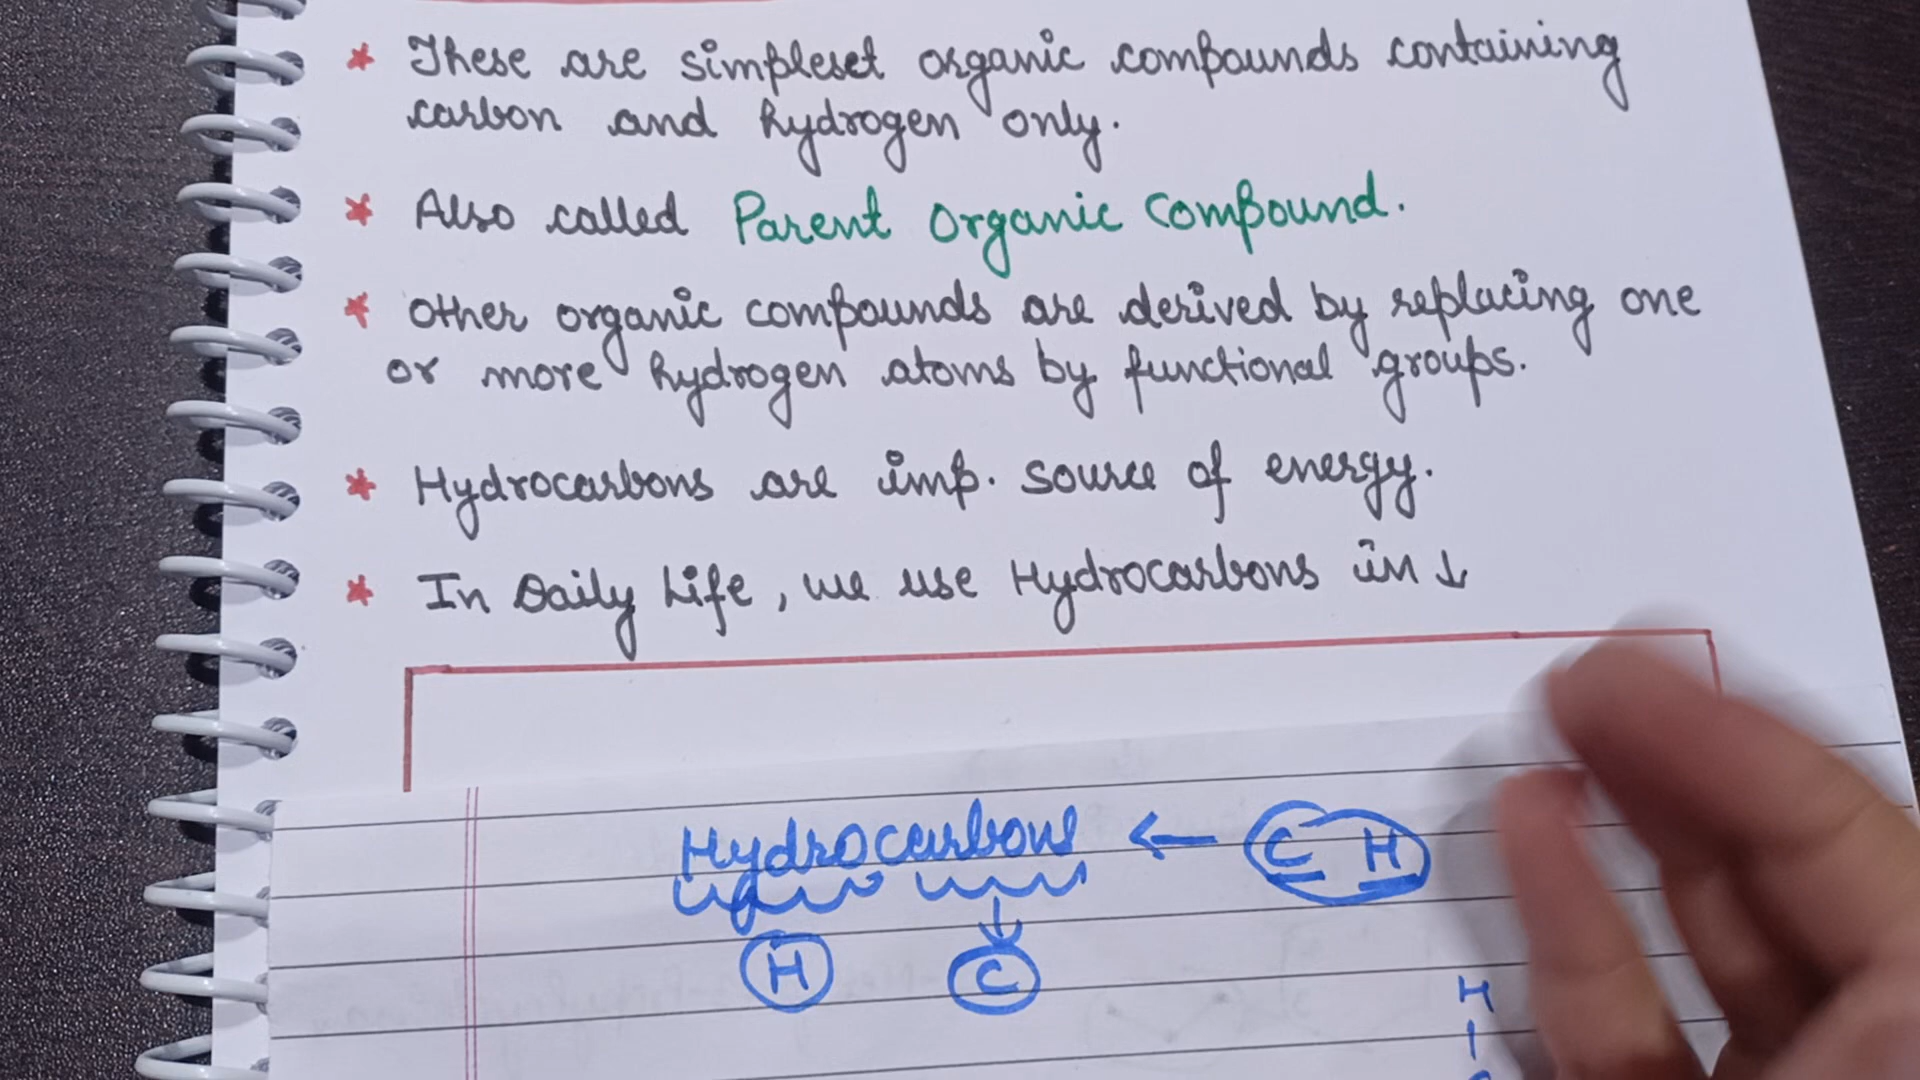 * These are simpleset organic compounds containing
carbon and hydrogen only.
* Also called Parent Organic Compound.
* Other organic compounds are derived by replacing one
or more hydrogen atoms by functional groups.
* Hydrocarbons are imp. source of energy.
* In Daily Life, we use Hydrocarbons in ↓
Hydrocarbons ← C H
H C
H